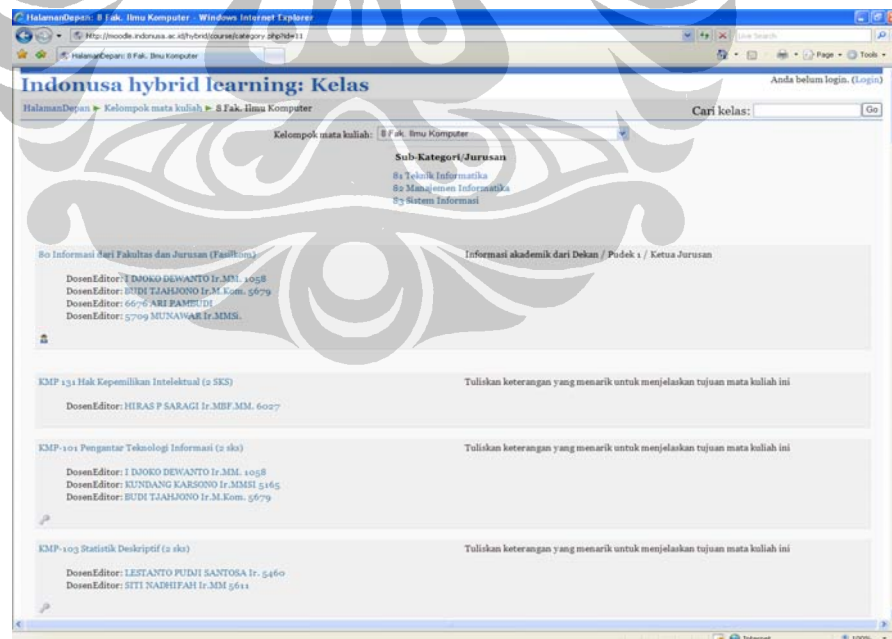 HalamanDepan: 8 Fak. Ilmu Komputer - Windows Internet Explorer
http://moodle.indonusa.ac.id/hybrid/course/category.php?id=11
Live Search
HalamanDepan: 8 Fak. Ilmu Komputer
Page
Tools
Indonusa hybrid learning: Kelas
Anda belum login. (Login)
HalamanDepan ► Kelompok mata kuliah ► 8 Fak. Ilmu Komputer
Cari kelas:
Go
Kelompok mata kuliah: 8 Fak. Ilmu Komputer
Sub-Kategori/Jurusan
81 Teknik Informatika
82 Manajemen Informatika
83 Sistem Informasi
80 Informasi dari Fakultas dan Jurusan (Fasilkom)
Informasi akademik dari Dekan / Pudek 1 / Ketua Jurusan
DosenEditor: I DJOKO DEWANTO Ir.MM. 1058
DosenEditor: BUDI TJAHJONO Ir.M.Kom. 5679
DosenEditor: 6676 ARI PAMBUDI
DosenEditor: 5709 MUNAWAR Ir.MMSi.
KMP 131 Hak Kepemilikan Intelektual (2 SKS)
Tuliskan keterangan yang menarik untuk menjelaskan tujuan mata kuliah ini
DosenEditor: HIRAS P SARAGI Ir.MBF.MM. 6027
KMP-101 Pengantar Teknologi Informasi (2 sks)
Tuliskan keterangan yang menarik untuk menjelaskan tujuan mata kuliah ini
DosenEditor: I DJOKO DEWANTO Ir.MM. 1058
DosenEditor: KUNDANG KARSONO Ir.MMSI 5165
DosenEditor: BUDI TJAHJONO Ir.M.Kom. 5679
KMP-103 Statistik Deskriptif (2 sks)
Tuliskan keterangan yang menarik untuk menjelaskan tujuan mata kuliah ini
DosenEditor: LESTANTO PUDJI SANTOSA Ir. 5460
DosenEditor: SITI NADHIFAH Ir.MM 5611
Internet
100%